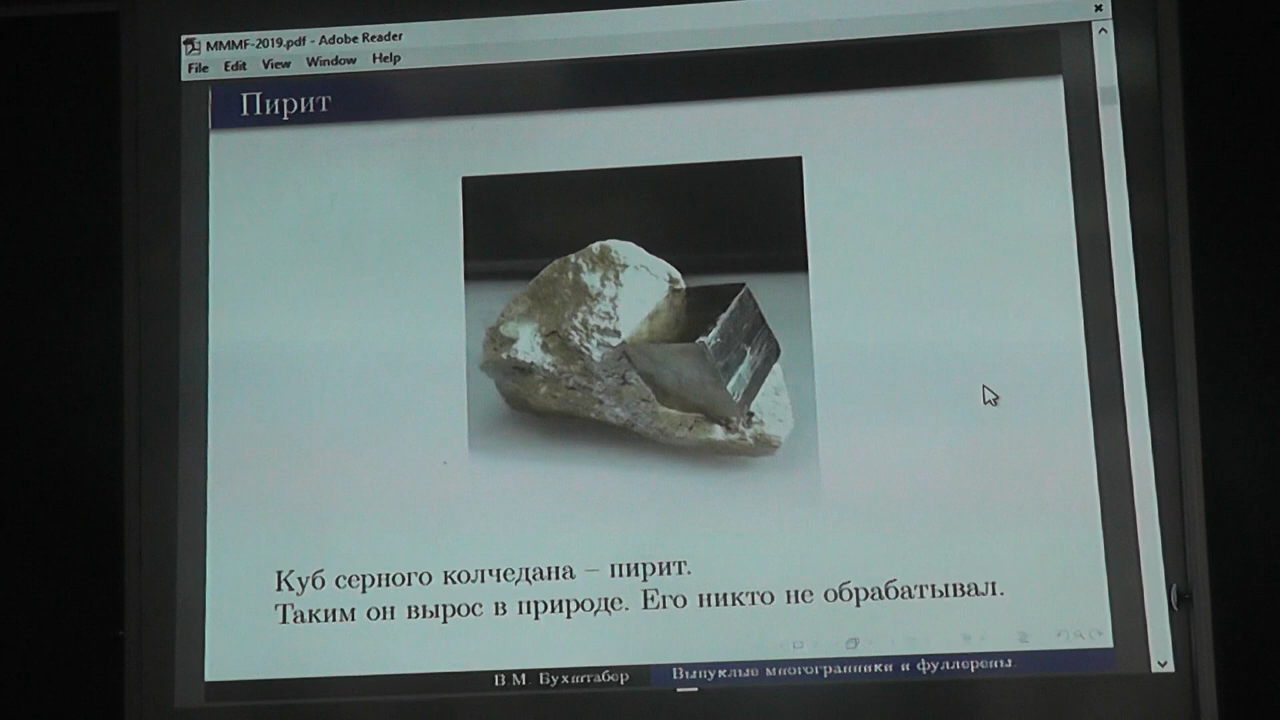 MMMF-2019.pdf - Adobe Reader
File Edit View Window Help
Пирит
Куб серного колчедана – пирит.
Таким он вырос в природе. Его никто не обрабатывал.
В.М. Бухштабер Выпуклые многогранники и фуллерены.